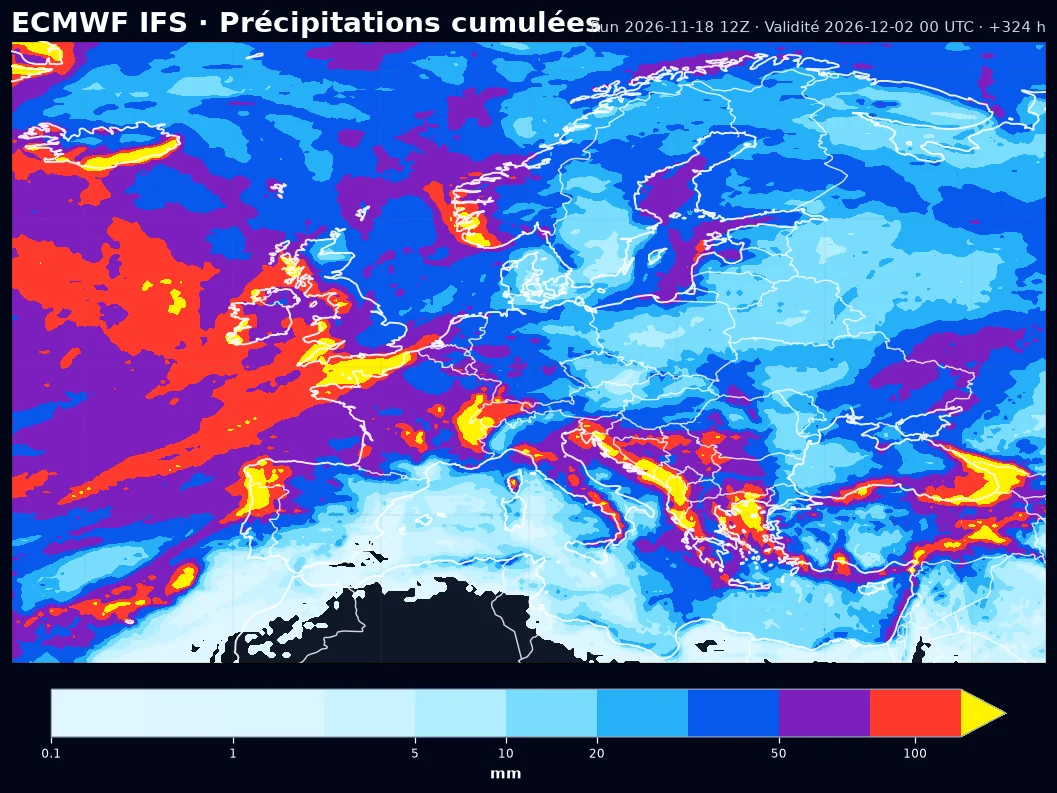 ECMWF IFS · Précipitations cumulées
Run 2026-11-18 12Z · Validité 2026-12-02 00 UTC · +324 h
0.1 1 5 10 20 50 100
mm